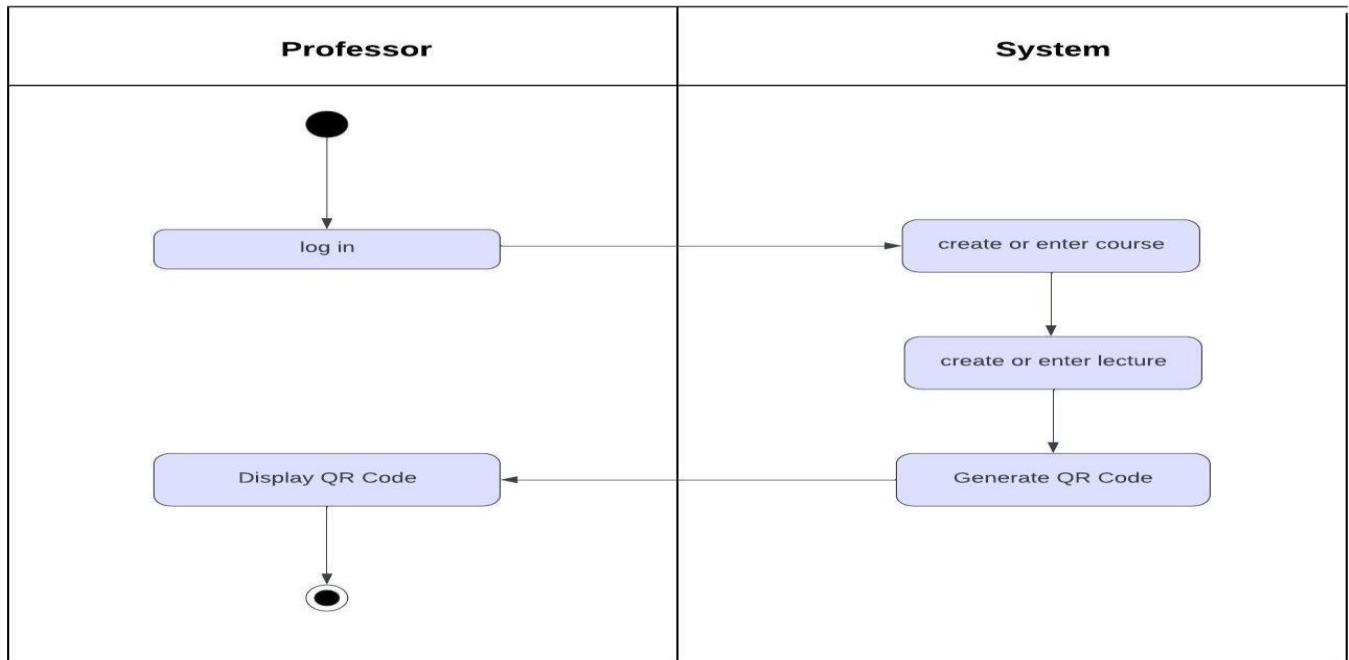 Professor
System
log in
create or enter course
create or enter lecture
Generate QR Code
Display QR Code